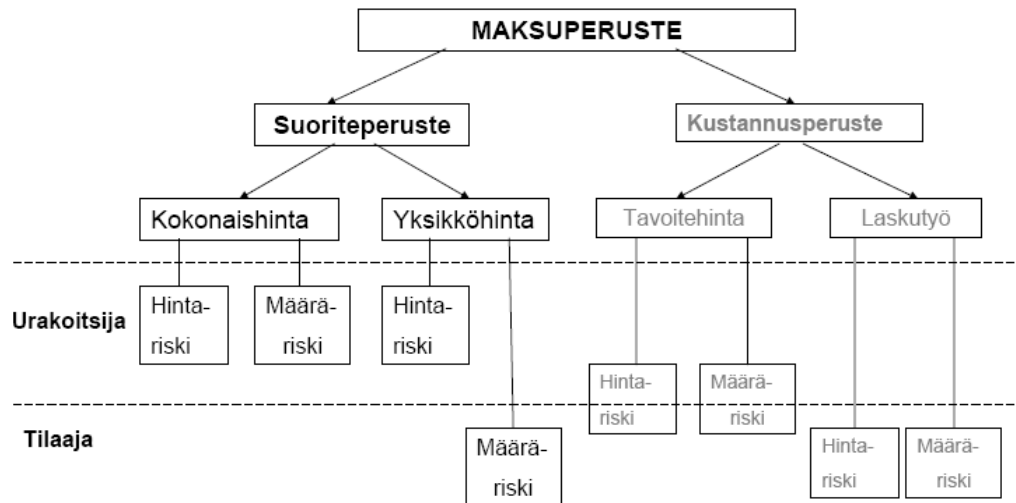 MAKSUPERUSTE
Suoriteperuste
Kustannusperuste
Kokonaishinta
Yksikköhinta
Tavoitehinta
Laskutyö
Urakoitsija
Hinta-
riski
Määrä-
riski
Hinta-
riski
Hinta-
riski
Määrä-
riski
Tilaaja
Määrä-
riski
Hinta-
riski
Määrä-
riski